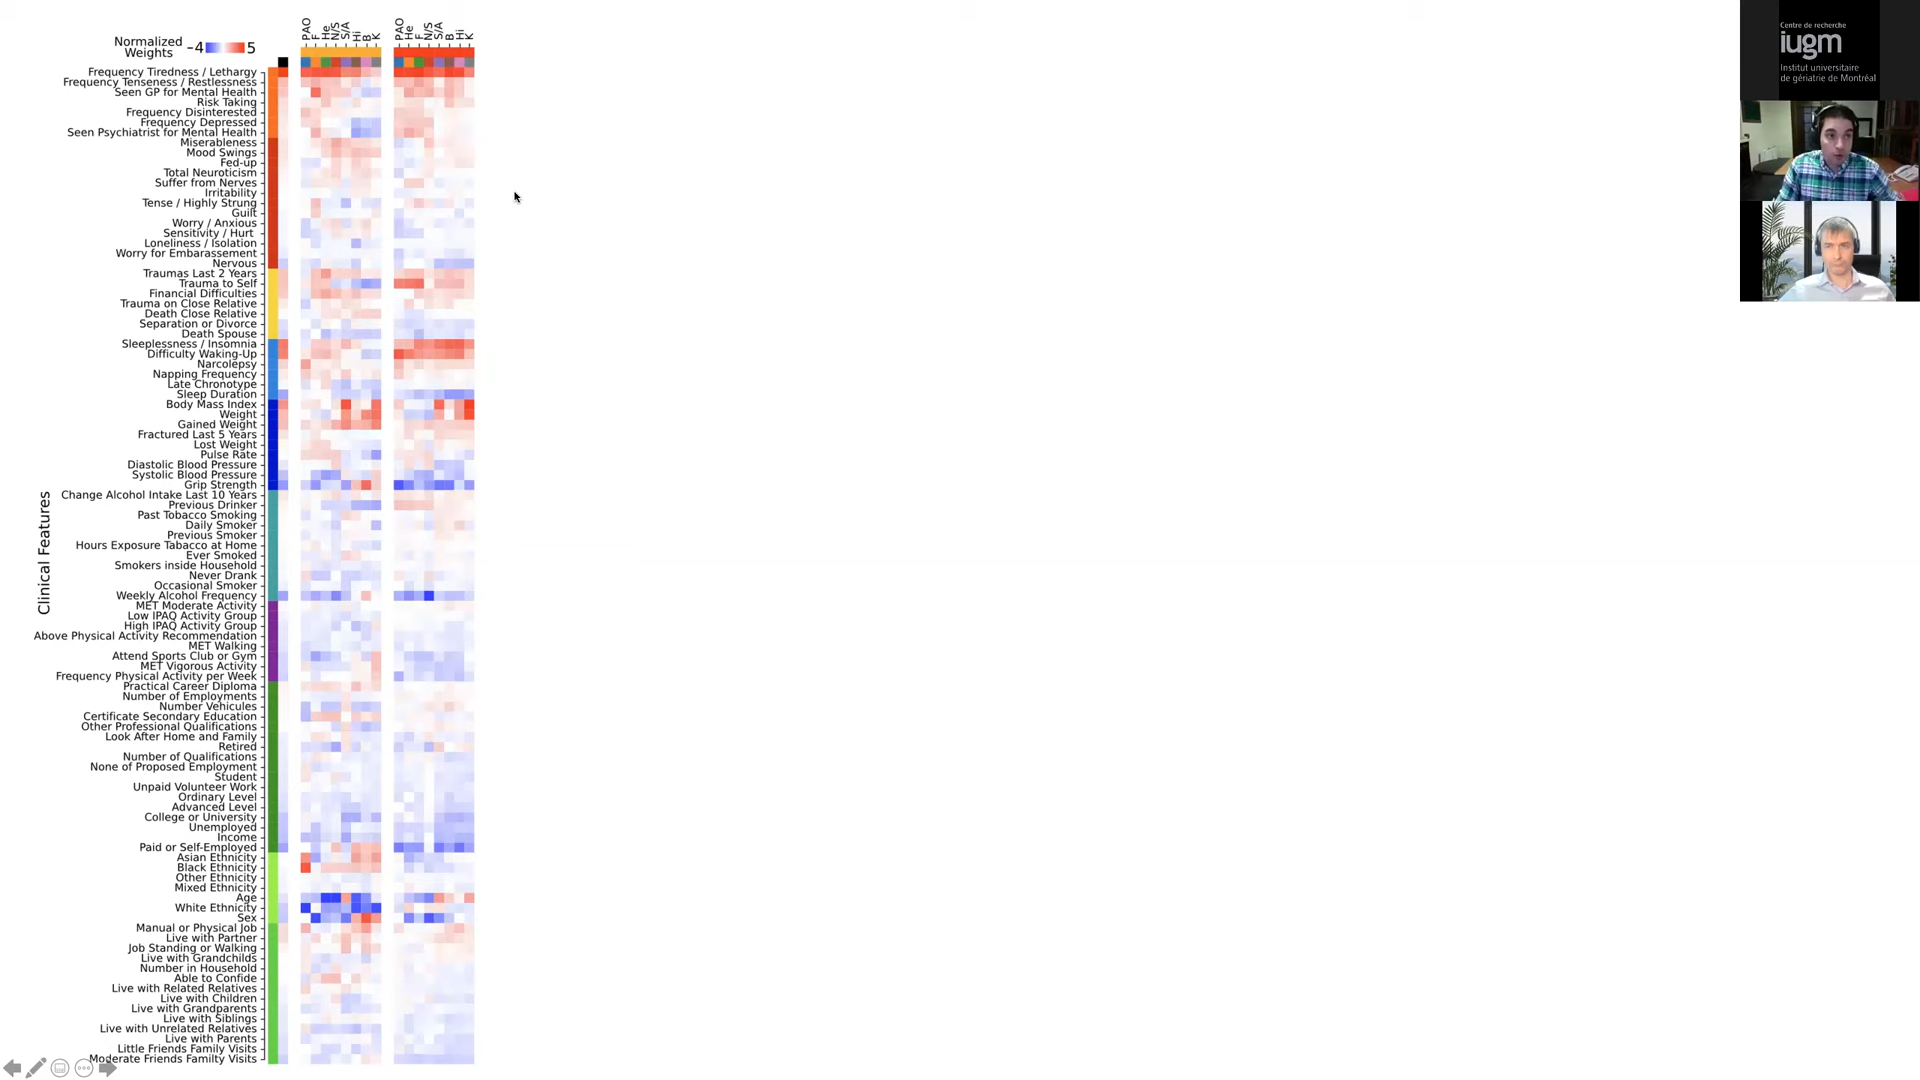 PAO F He N/S S/A Hi B K
PAO He F N/S S/A B Hi K
Normalized
Weights
−4 5
Clinical Features
Frequency Tiredness / Lethargy
Frequency Tenseness / Restlessness
Seen GP for Mental Health
Risk Taking
Frequency Disinterested
Frequency Depressed
Seen Psychiatrist for Mental Health
Miserableness
Mood Swings
Fed-up
Total Neuroticism
Suffer from Nerves
Irritability
Tense / Highly Strung
Guilt
Worry / Anxious
Sensitivity / Hurt
Loneliness / Isolation
Worry for Embarassement
Nervous
Traumas Last 2 Years
Trauma to Self
Financial Difficulties
Trauma on Close Relative
Death Close Relative
Separation or Divorce
Death Spouse
Sleeplessness / Insomnia
Difficulty Waking-Up
Narcolepsy
Napping Frequency
Late Chronotype
Sleep Duration
Body Mass Index
Weight
Gained Weight
Fractured Last 5 Years
Lost Weight
Pulse Rate
Diastolic Blood Pressure
Systolic Blood Pressure
Grip Strength
Change Alcohol Intake Last 10 Years
Previous Drinker
Past Tobacco Smoking
Daily Smoker
Previous Smoker
Hours Exposure Tabacco at Home
Ever Smoked
Smokers inside Household
Never Drank
Occasional Smoker
Weekly Alcohol Frequency
MET Moderate Activity
Low IPAQ Activity Group
High IPAQ Activity Group
Above Physical Activity Recommendation
MET Walking
Attend Sports Club or Gym
MET Vigorous Activity
Frequency Physical Activity per Week
Practical Career Diploma
Number of Employments
Number Vehicules
Certificate Secondary Education
Other Professional Qualifications
Look After Home and Family
Retired
Number of Qualifications
None of Proposed Employment
Student
Unpaid Volunteer Work
Ordinary Level
Advanced Level
College or University
Unemployed
Income
Paid or Self-Employed
Asian Ethnicity
Black Ethnicity
Other Ethnicity
Mixed Ethnicity
Age
White Ethnicity
Sex
Manual or Physical Job
Live with Partner
Job Standing or Walking
Live with Grandchilds
Number in Household
Able to Confide
Live with Related Relatives
Live with Children
Live with Grandparents
Live with Siblings
Live with Unrelated Relatives
Live with Parents
Little Friends Family Visits
Moderate Friends Familty Visits
Centre de recherche
iugm
Institut universitaire
de gériatrie de Montréal